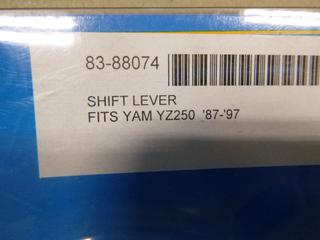 83-88074
SHIFT LEVER
FITS YAM YZ250 '87-'97